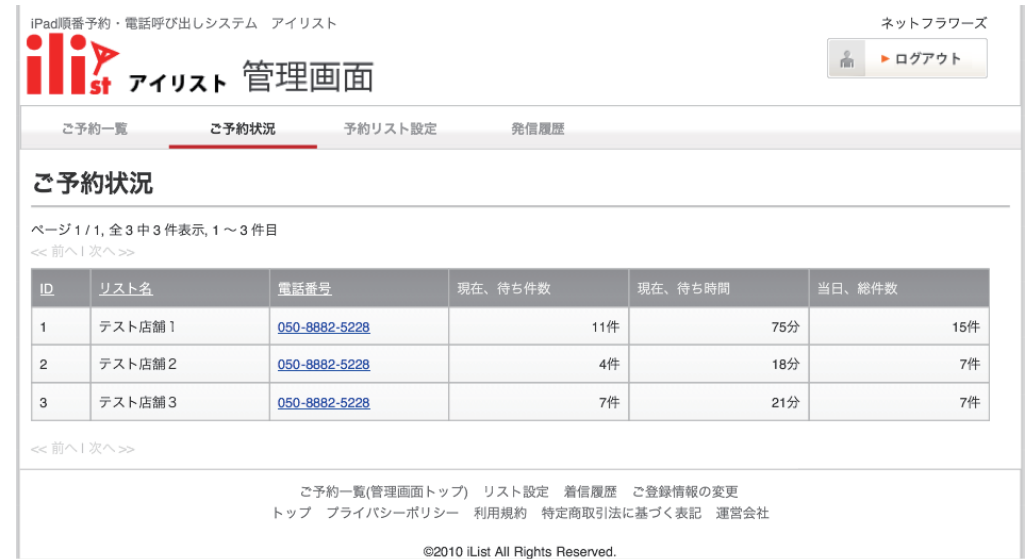 iPad順番予約・電話呼び出しシステム　アイリスト
ネットフラワーズ
ilist アイリスト 管理画面
ログアウト
ご予約一覧 ご予約状況 予約リスト設定 発信履歴
ご予約状況
ページ 1 / 1, 全 3 中 3 件表示, 1 ～ 3 件目
<< 前へ | 次へ >>
ID リスト名 電話番号 現在、待ち件数 現在、待ち時間 当日、総件数
1 テスト店舗１ 050-8882-5228 11件 75分 15件
2 テスト店舗２ 050-8882-5228 4件 18分 7件
3 テスト店舗３ 050-8882-5228 7件 21分 7件
<< 前へ | 次へ >>
ご予約一覧(管理画面トップ) リスト設定 着信履歴 ご登録情報の変更
トップ プライバシーポリシー 利用規約 特定商取引法に基づく表記 運営会社
©2010 iList All Rights Reserved.